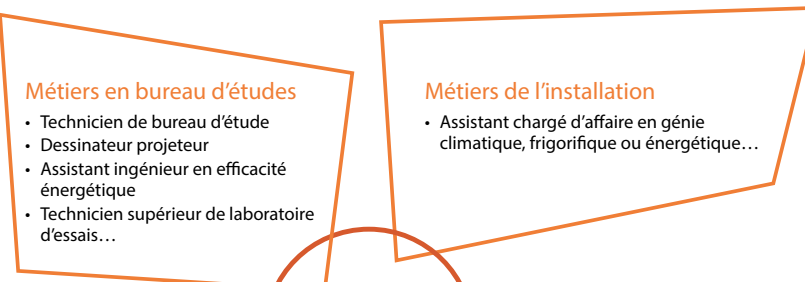 Métiers en bureau d’études
• Technicien de bureau d’étude
• Dessinateur projeteur
• Assistant ingénieur en efficacité
énergétique
• Technicien supérieur de laboratoire
d’essais…
Métiers de l’installation
• Assistant chargé d’affaire en génie
climatique, frigorifique ou énergétique…